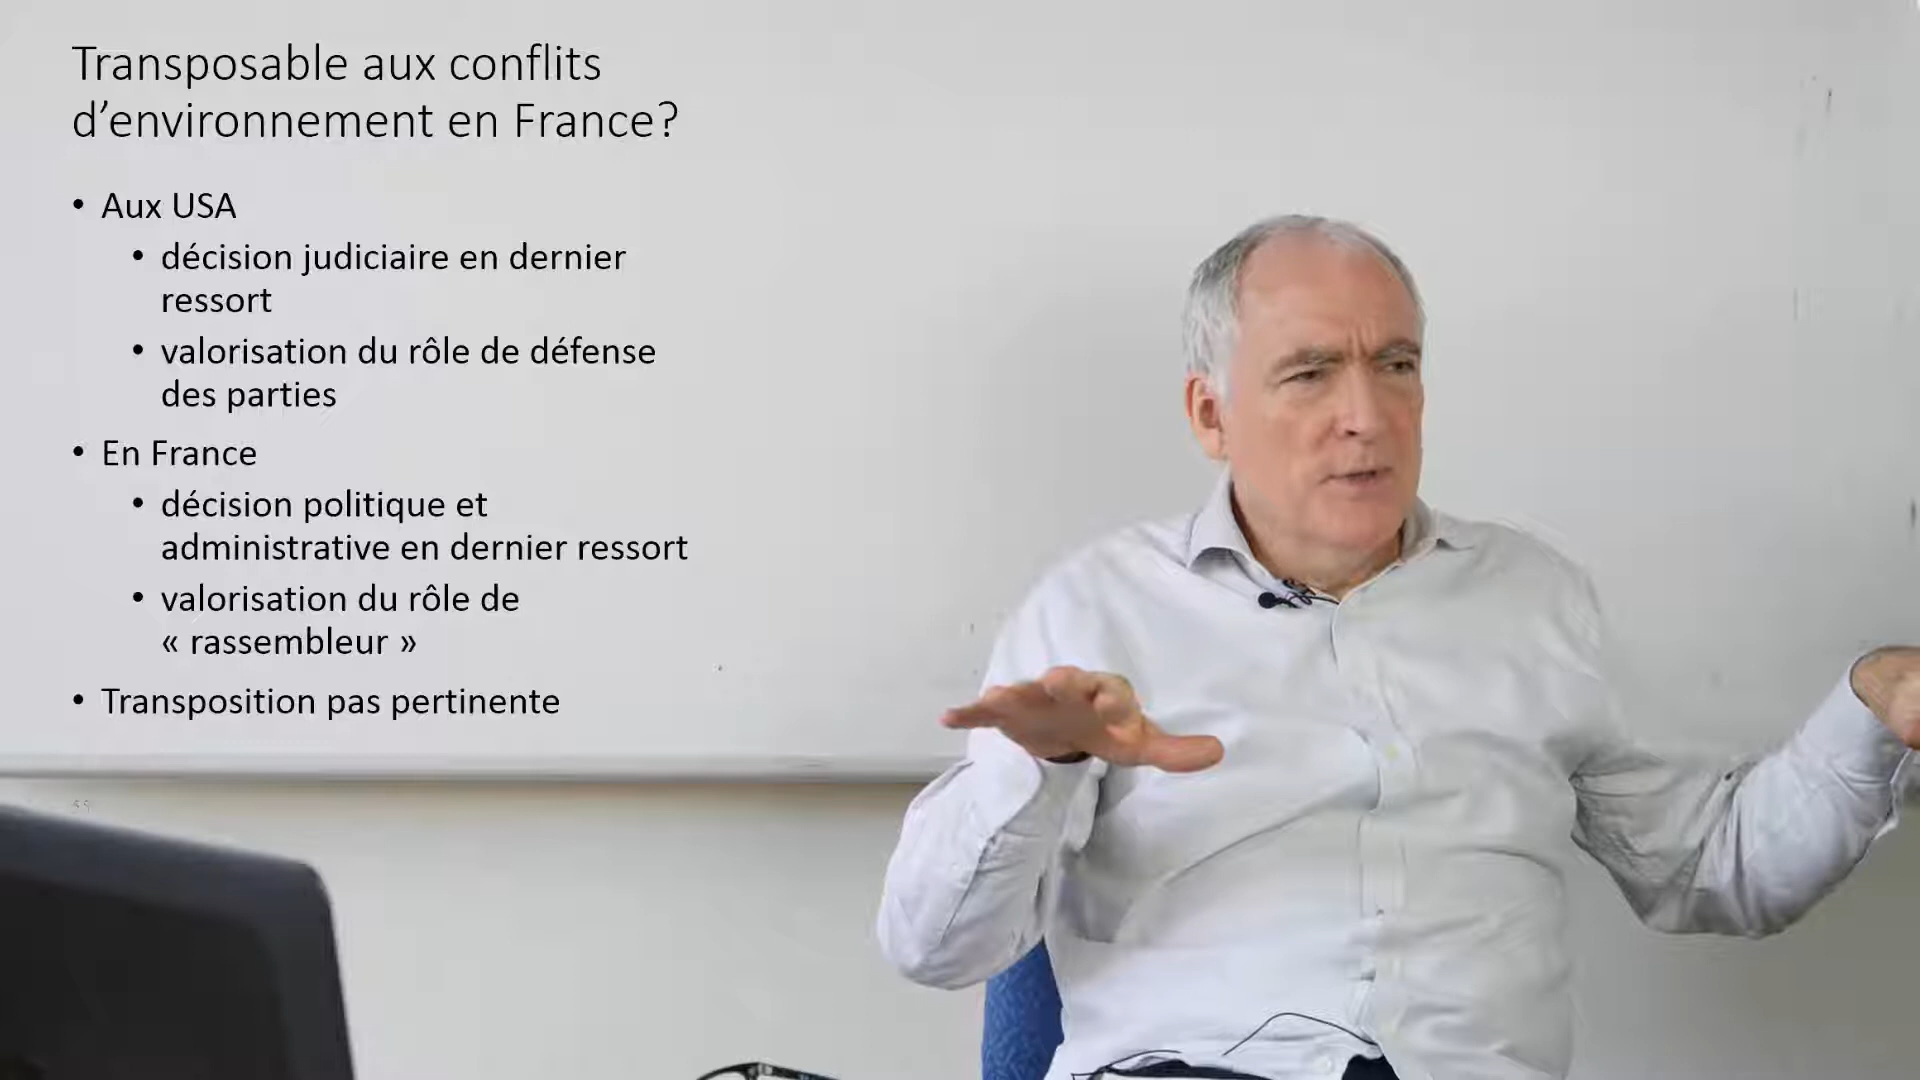 Transposable aux conflits
d’environnement en France?
• Aux USA
• décision judiciaire en dernier
ressort
• valorisation du rôle de défense
des parties
• En France
• décision politique et
administrative en dernier ressort
• valorisation du rôle de
« rassembleur »
• Transposition pas pertinente